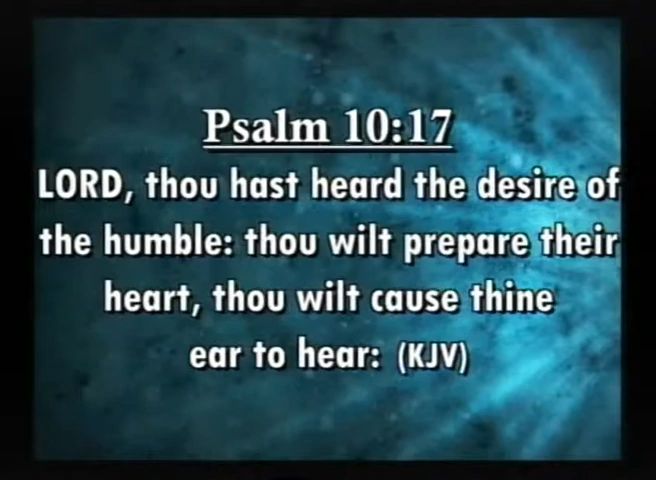 Psalm 10:17
LORD, thou hast heard the desire of
the humble: thou wilt prepare their
heart, thou wilt cause thine
ear to hear: (KJV)